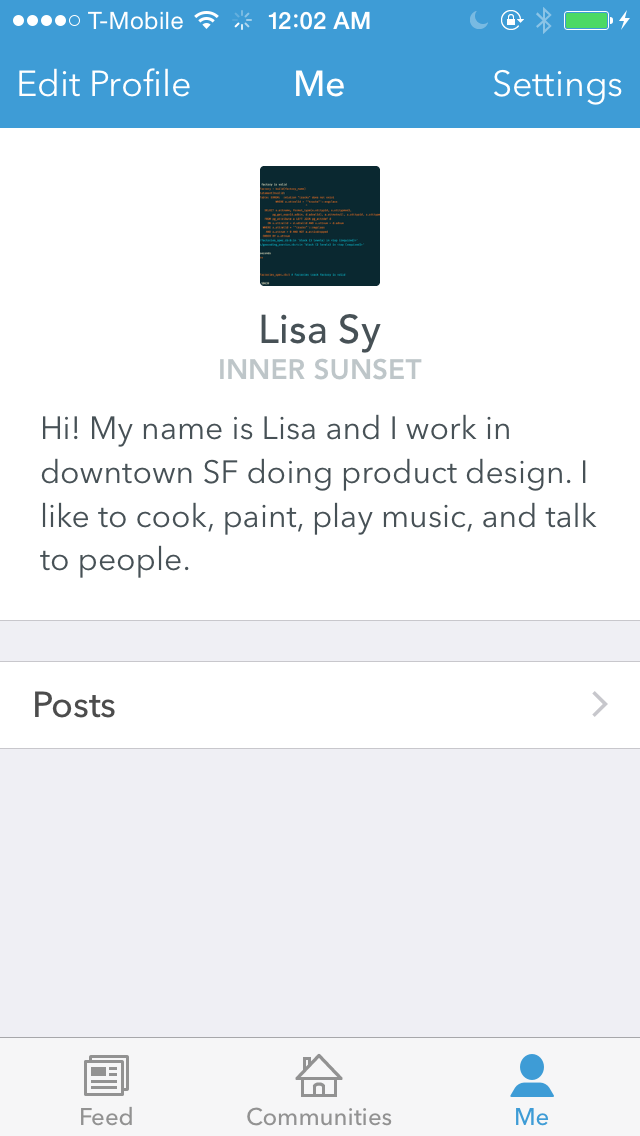 T-Mobile 12:02 AM
Edit Profile Me Settings
Lisa Sy
INNER SUNSET
Hi! My name is Lisa and I work in
downtown SF doing product design. I
like to cook, paint, play music, and talk
to people.
Posts
Feed Communities Me